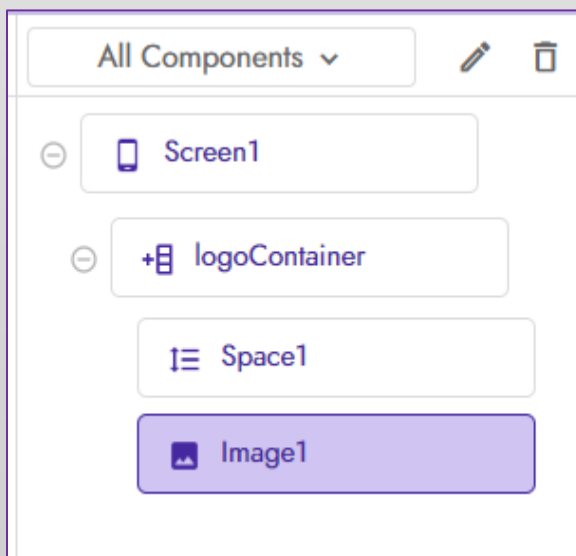 All Components
Screen1
logoContainer
Space1
Image1